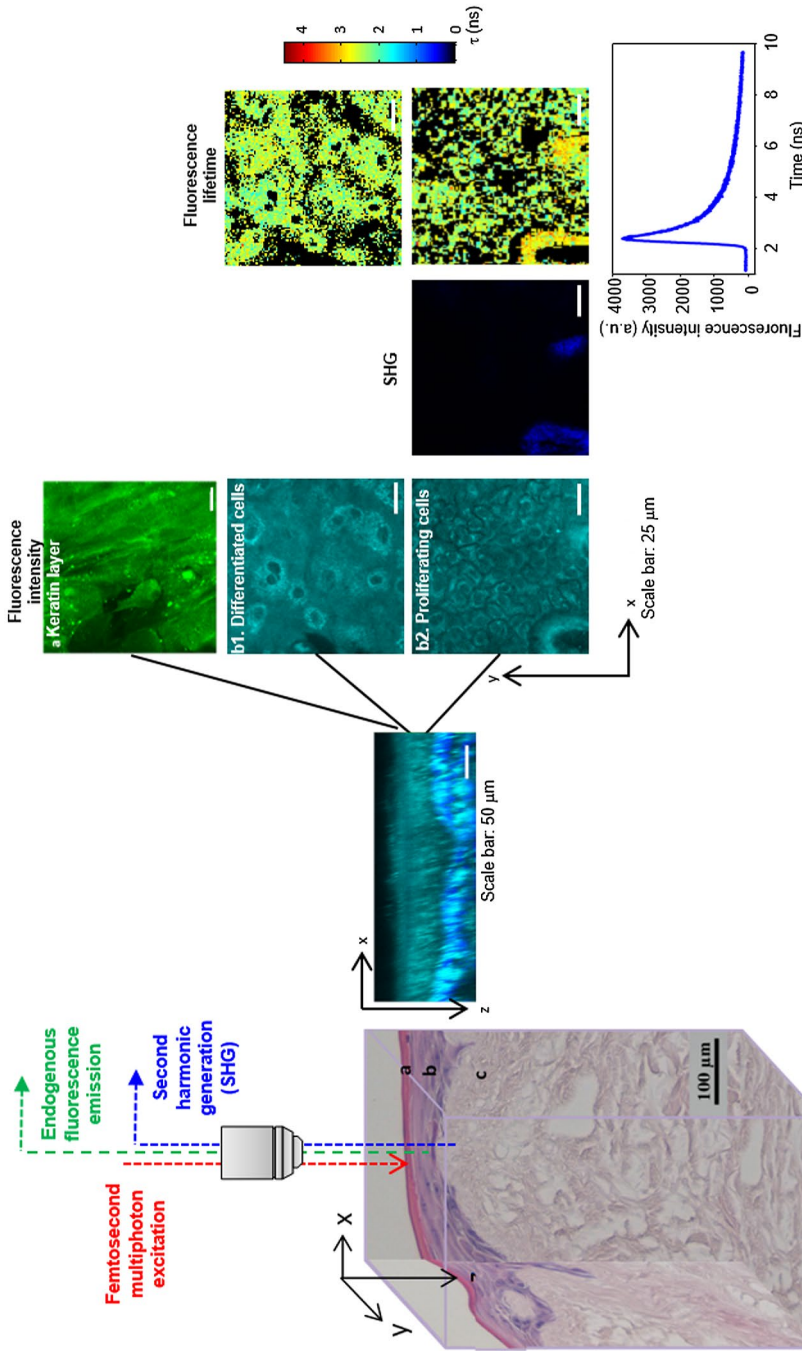 Femtosecond
multiphoton
excitation
Endogenous
fluorescence
emission
Second
harmonic
generation
(SHG)
x
y
z
a
b
c
100 µm
x
z
Scale bar: 50 µm
Fluorescence
intensity
a Keratin layer
b1. Differentiated cells
b2. Proliferating cells
y
x
Scale bar: 25 µm
SHG
Fluorescence
lifetime
4
3
2
1
0
τ (ns)
Fluorescence intensity (a.u.)
4000
3000
2000
1000
0
2
4
6
8
10
Time (ns)